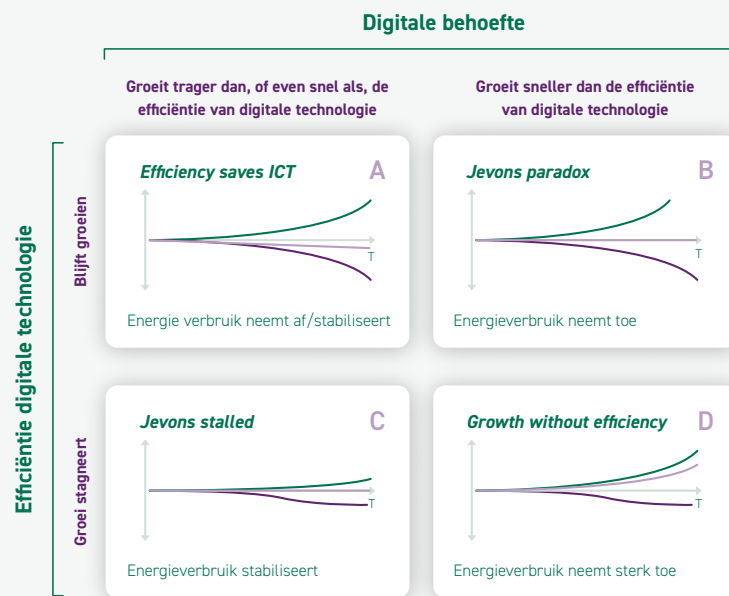 Digitale behoefte
Groeit trager dan, of even snel als, de
efficiëntie van digitale technologie
Groeit sneller dan de efficiëntie
van digitale technologie
Efficiëntie digitale technologie
Blijft groeien
Efficiency saves ICT
A
T
Energie verbruik neemt af/stabiliseert
Jevons paradox
B
T
Energieverbruik neemt toe
Groei stagneert
Jevons stalled
C
T
Energieverbruik stabiliseert
Growth without efficiency
D
T
Energieverbruik neemt sterk toe